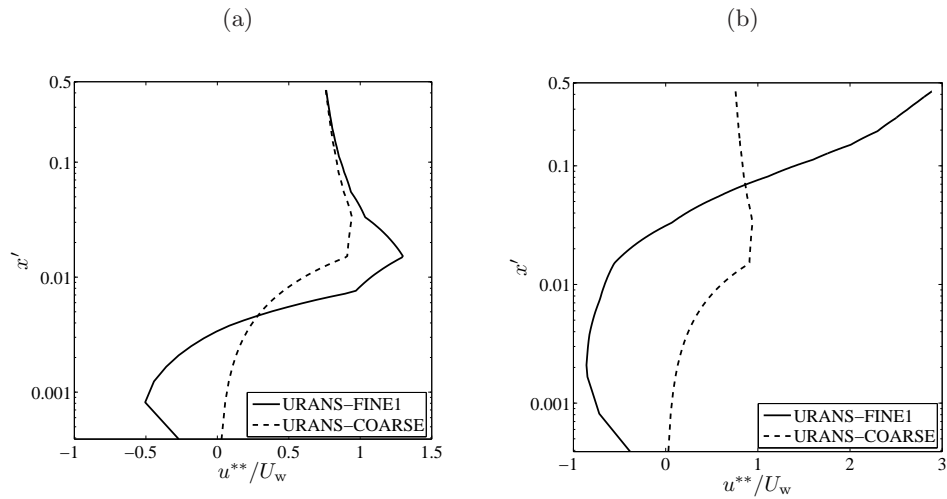 (a)
0.5
0.1
0.01
0.001
x′
−1
−0.5
0
0.5
1
1.5
u**/Uw
URANS−FINE1
URANS−COARSE
(b)
0.5
0.1
0.01
0.001
x′
−1
0
1
2
3
u**/Uw
URANS−FINE1
URANS−COARSE